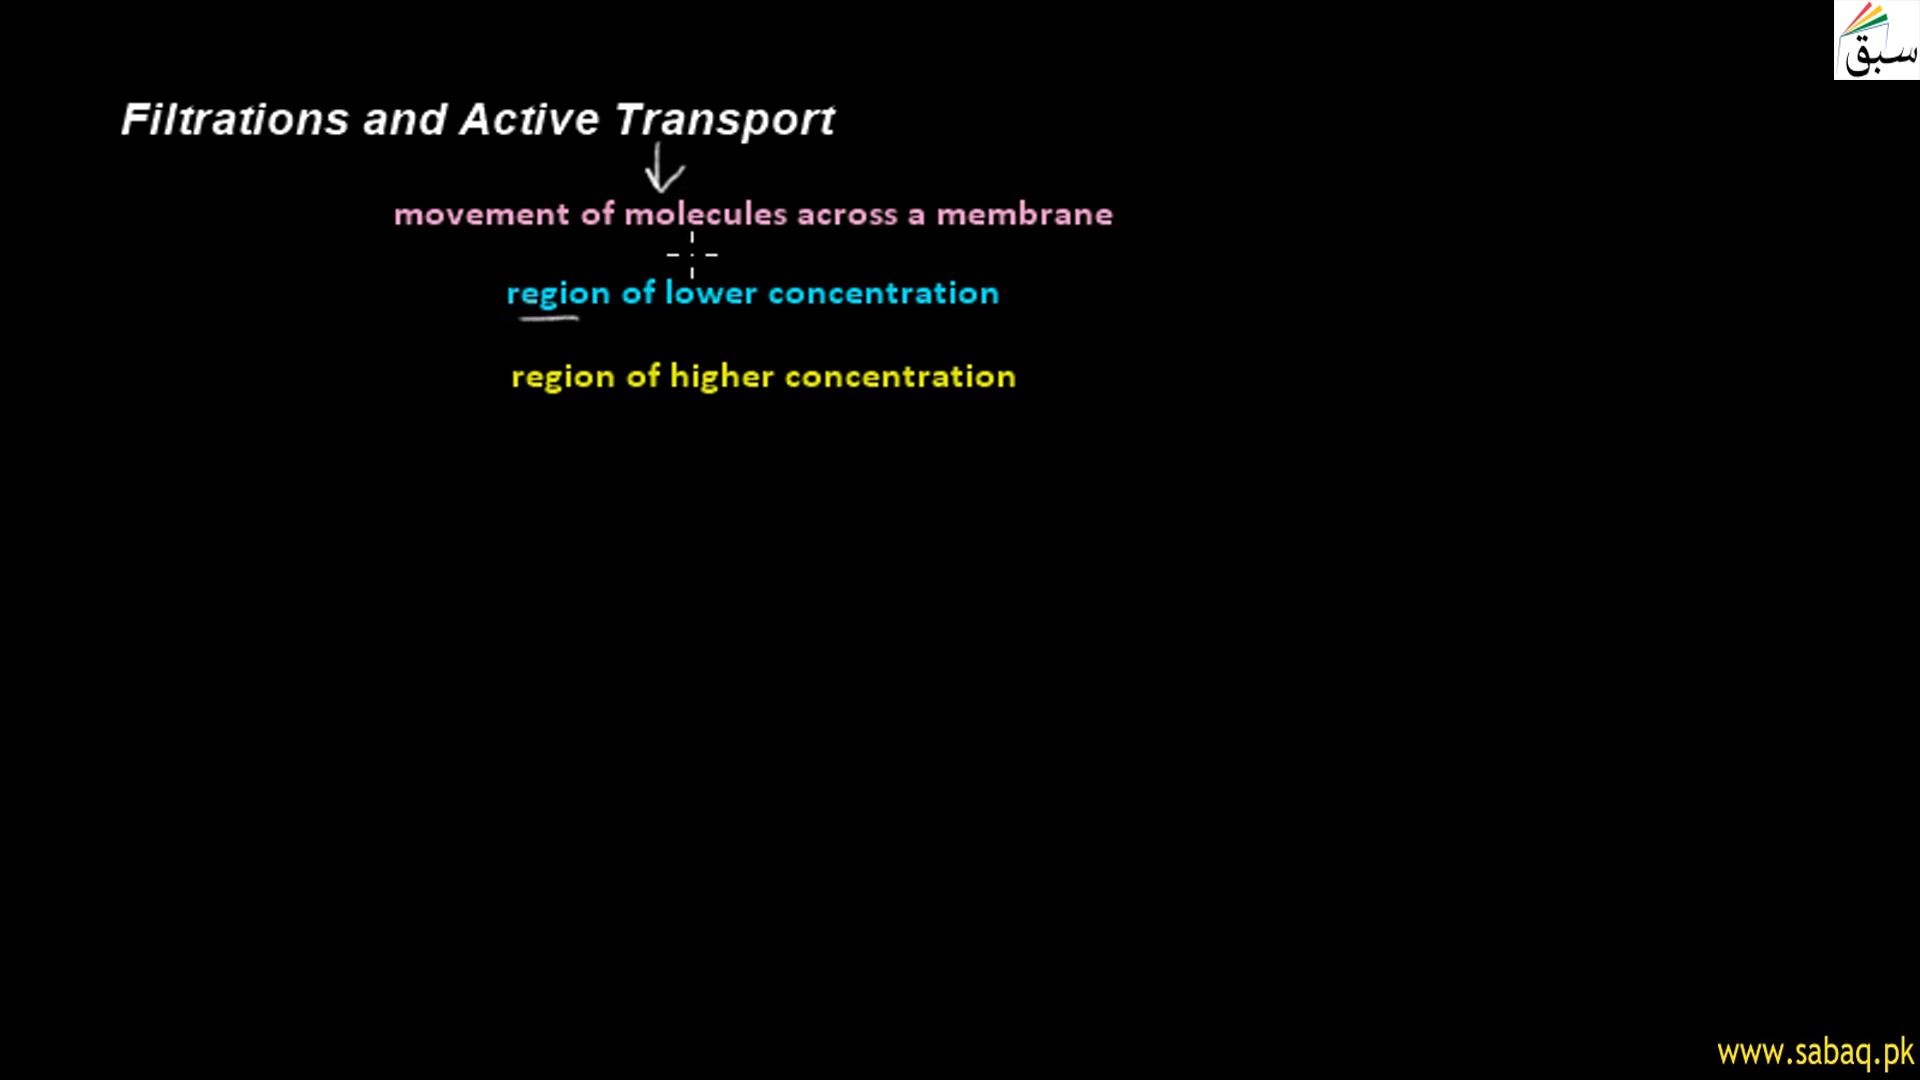 سبق
Filtrations and Active Transport
movement of molecules across a membrane
region of lower concentration
region of higher concentration
www.sabaq.pk